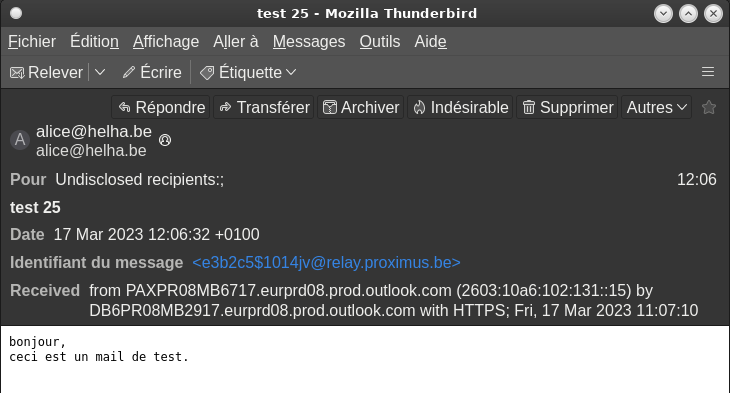 test 25 - Mozilla Thunderbird
Fichier Édition Affichage Aller à Messages Outils Aide
Relever Écrire Étiquette
Répondre Transférer Archiver Indésirable Supprimer Autres
A alice@helha.be
alice@helha.be
Pour Undisclosed recipients:; 12:06
test 25
Date 17 Mar 2023 12:06:32 +0100
Identifiant du message <e3b2c5$1014jv@relay.proximus.be>
Received from PAXPR08MB6717.eurprd08.prod.outlook.com (2603:10a6:102:131::15) by
DB6PR08MB2917.eurprd08.prod.outlook.com with HTTPS; Fri, 17 Mar 2023 11:07:10
bonjour,
ceci est un mail de test.